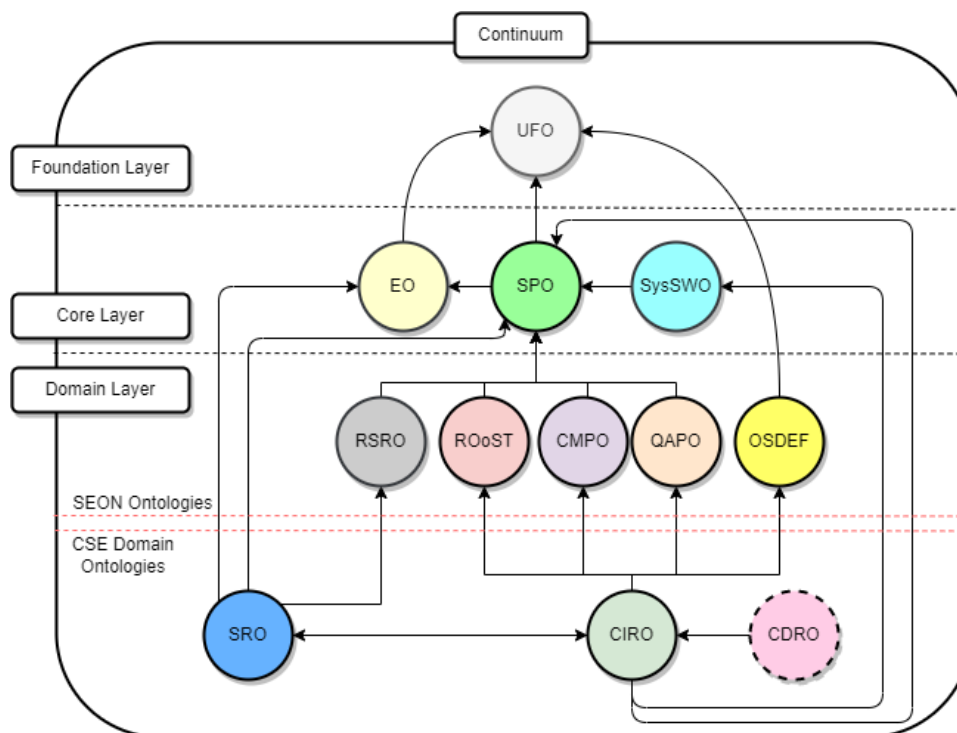 Continuum
UFO
Foundation Layer
EO
SPO
SysSWO
Core Layer
Domain Layer
RSRO
ROoST
CMPO
QAPO
OSDEF
SEON Ontologies
CSE Domain
Ontologies
SRO
CIRO
CDRO